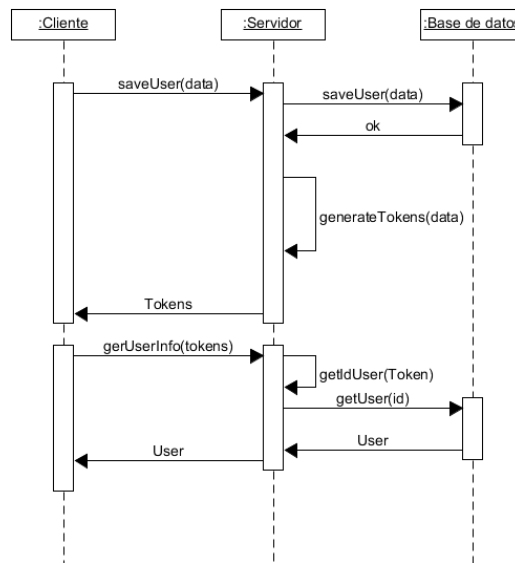 :Cliente
:Servidor
:Base de datos
saveUser(data)
saveUser(data)
ok
generateTokens(data)
Tokens
gerUserInfo(tokens)
getIdUser(Token)
getUser(id)
User
User